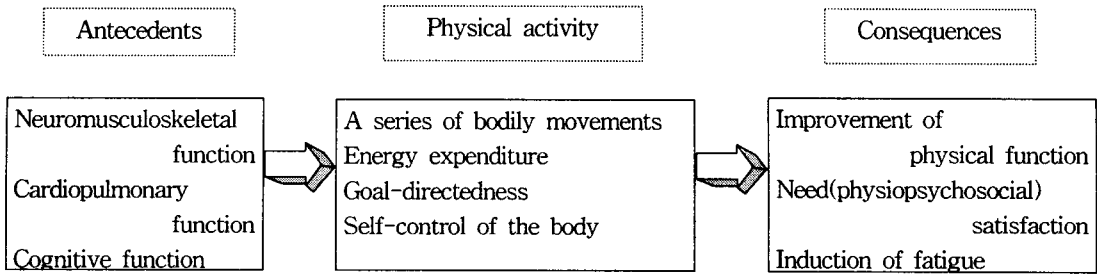 Antecedents
Physical activity
Consequences
Neuromusculoskeletal
function
Cardiopulmonary
function
Cognitive function
A series of bodily movements
Energy expenditure
Goal-directedness
Self-control of the body
Improvement of
physical function
Need(physiopsychosocial)
satisfaction
Induction of fatigue